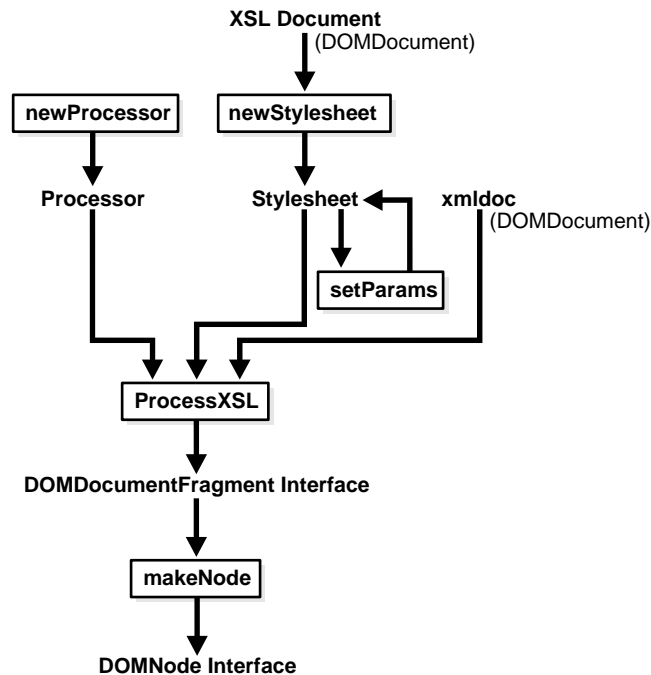 XSL Document
(DOMDocument)
newProcessor
newStylesheet
Processor
Stylesheet
xmldoc
(DOMDocument)
setParams
ProcessXSL
DOMDocumentFragment Interface
makeNode
DOMNode Interface